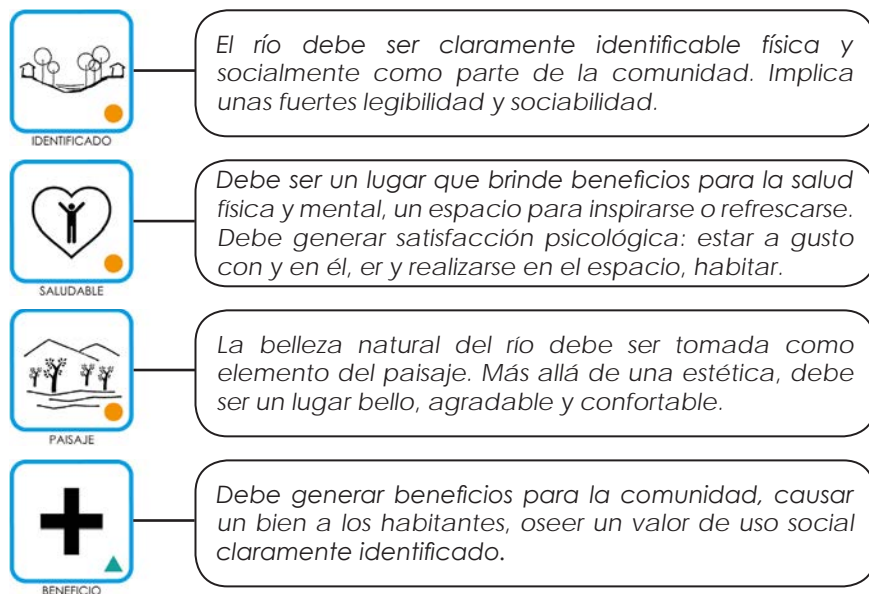 El río debe ser claramente identificable física y
socialmente como parte de la comunidad. Implica
unas fuertes legibilidad y sociabilidad.
IDENTIFICADO
Debe ser un lugar que brinde beneficios para la salud
física y mental, un espacio para inspirarse o refrescarse.
Debe generar satisfacción psicológica: estar a gusto
con y en él, er y realizarse en el espacio, habitar.
SALUDABLE
La belleza natural del río debe ser tomada como
elemento del paisaje. Más allá de una estética, debe
ser un lugar bello, agradable y confortable.
PAISAJE
Debe generar beneficios para la comunidad, causar
un bien a los habitantes, oseer un valor de uso social
claramente identificado.
BENEFICIO